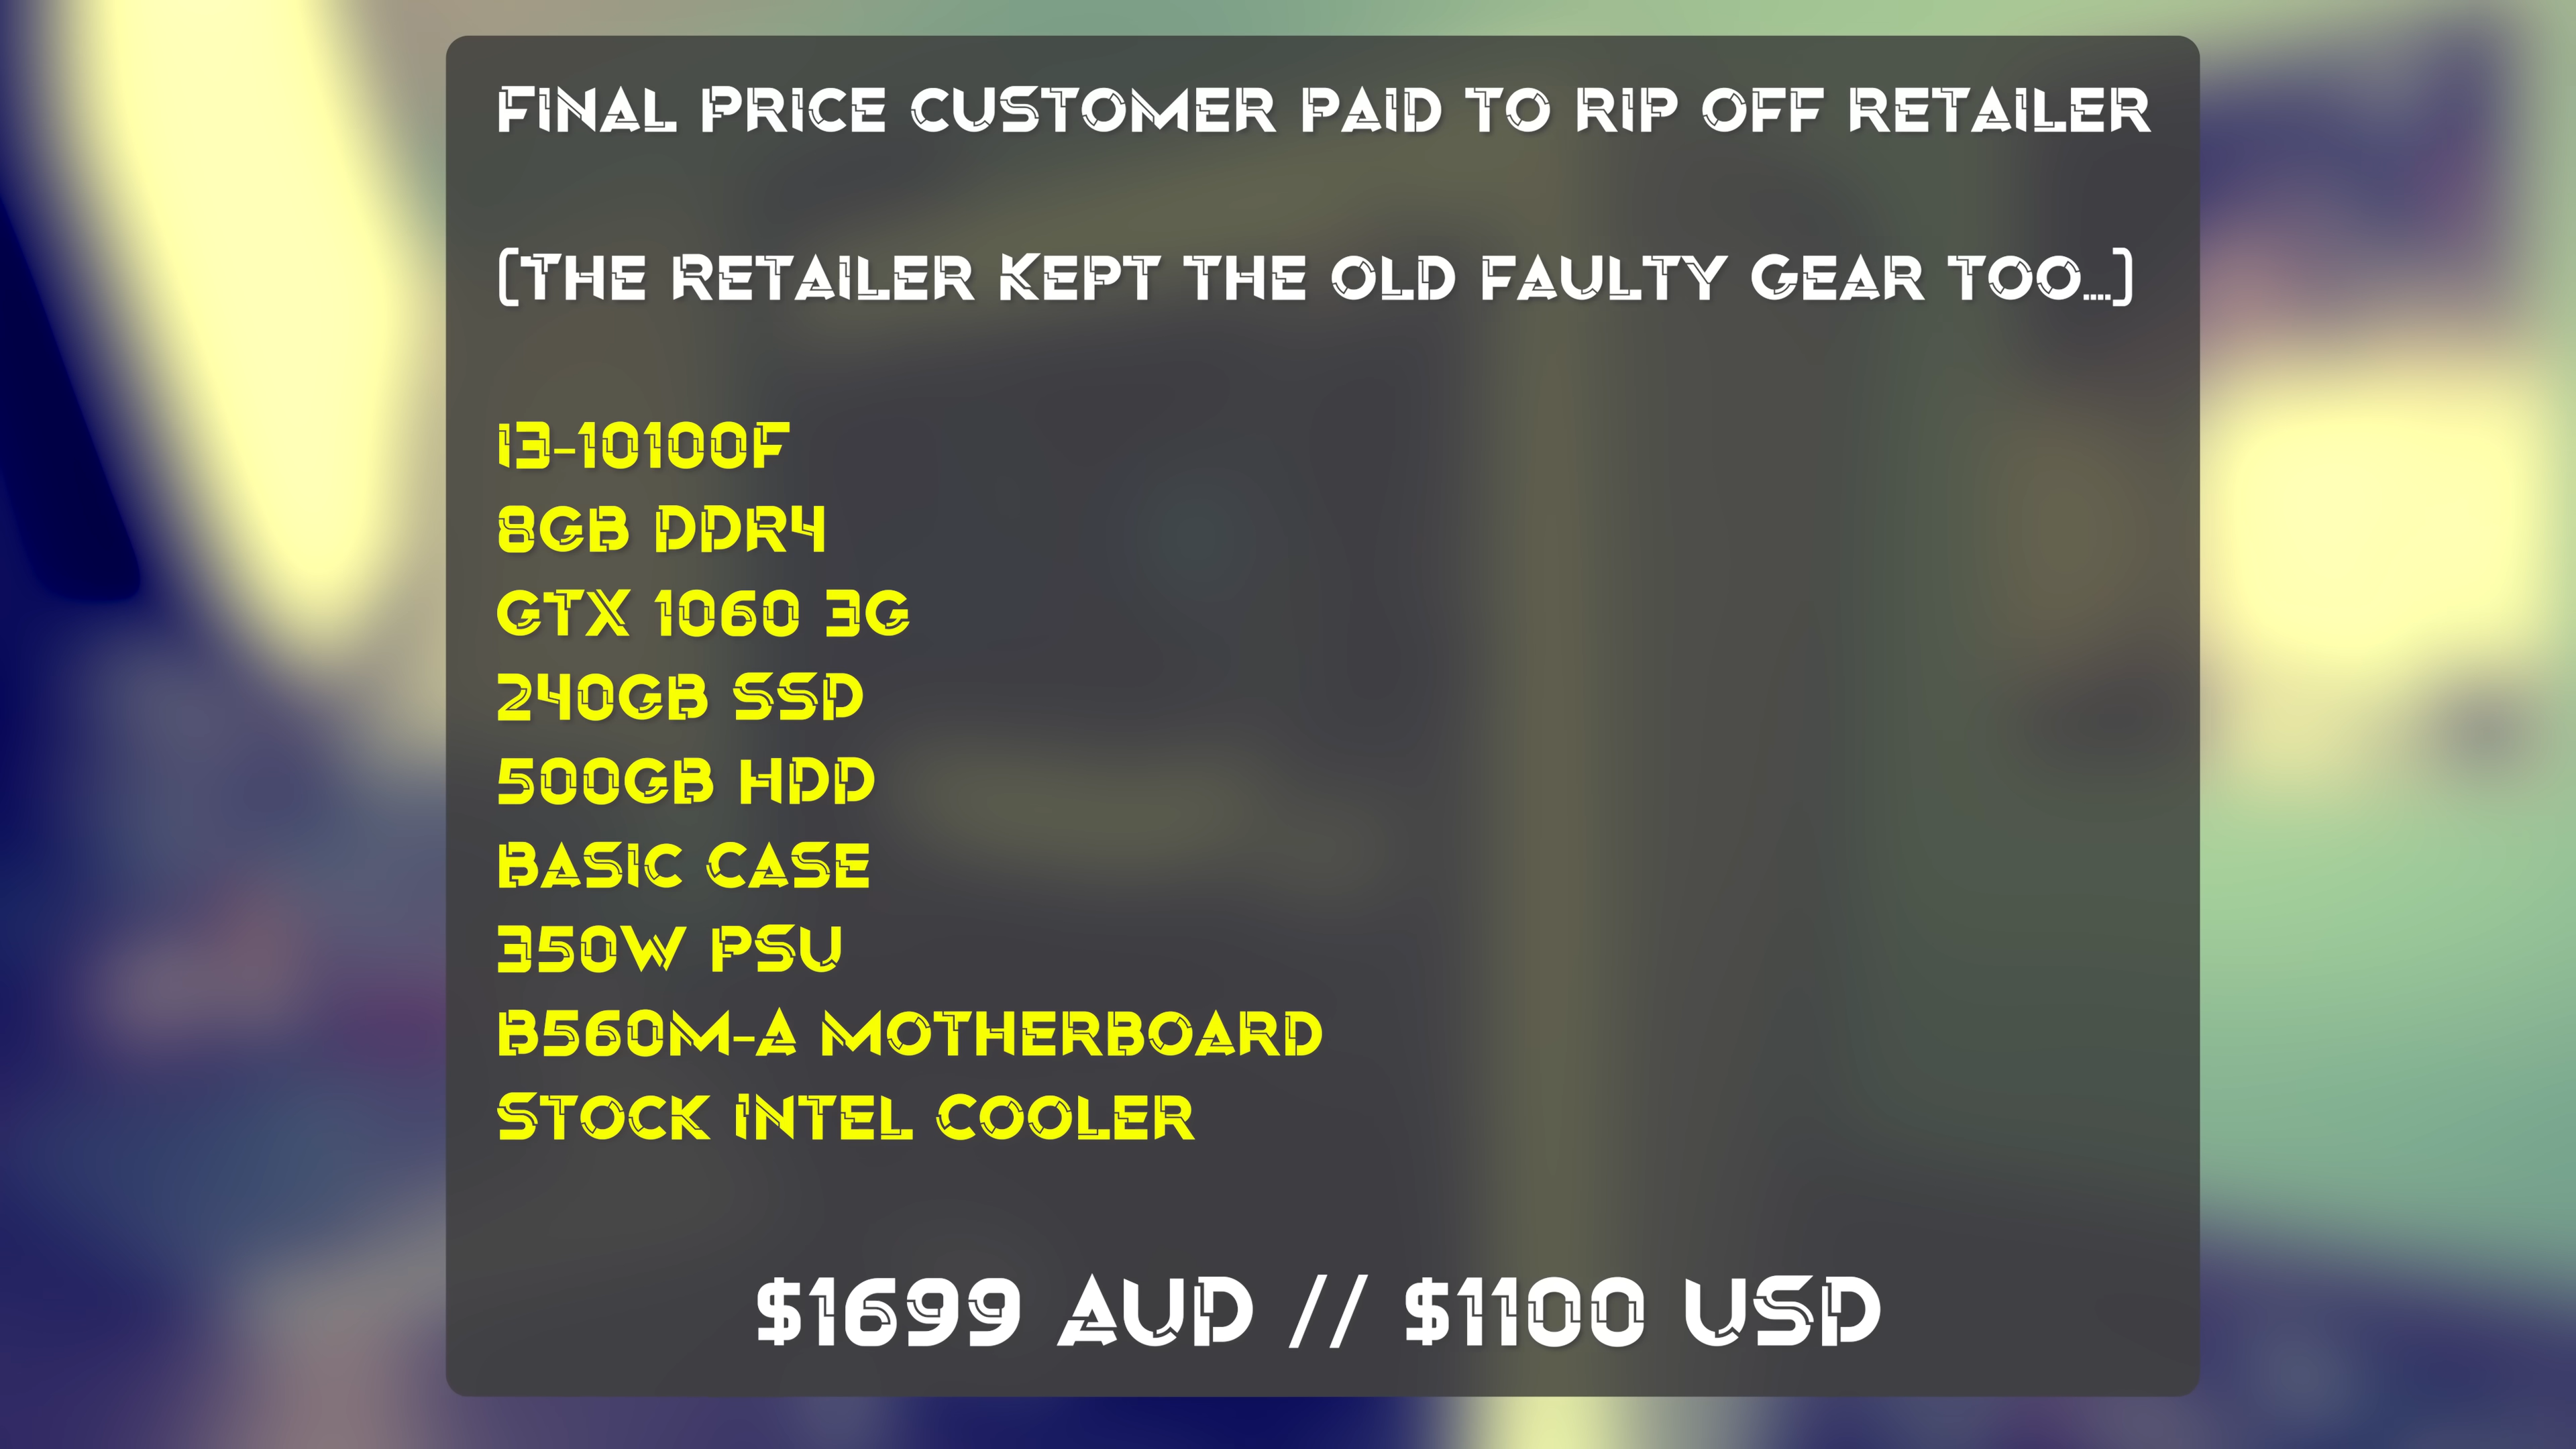 FINAL PRICE CUSTOMER PAID TO RIP OFF RETAILER
(THE RETAILER KEPT THE OLD FAULTY GEAR TOO....)
I3-10100F
8GB DDR4
GTX 1060 3G
240GB SSD
500GB HDD
BASIC CASE
350W PSU
B560M-A MOTHERBOARD
STOCK INTEL COOLER
$1699 AUD // $1100 USD